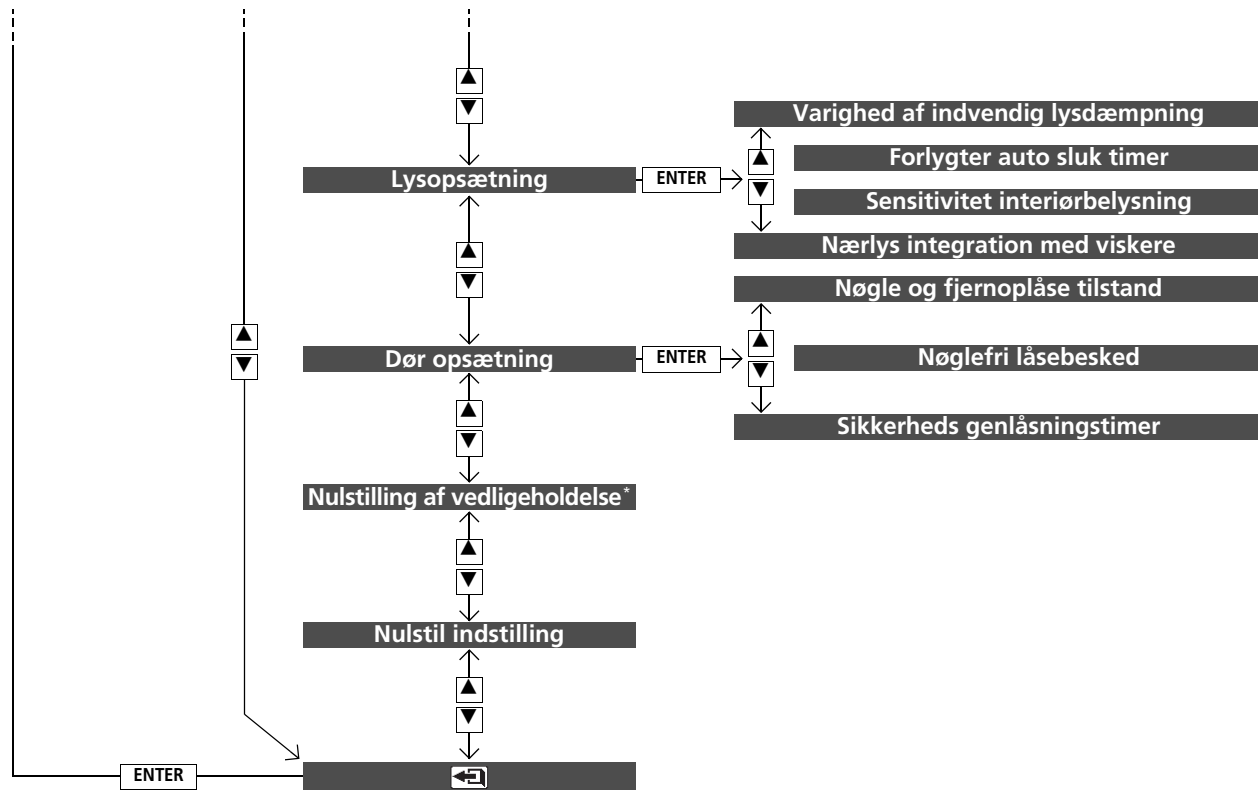 Varighed af indvendig lysdæmpning
Forlygter auto sluk timer
Lysopsætning
ENTER
Sensitivitet interiørbelysning
Nærlys integration med viskere
Nøgle og fjernoplåse tilstand
Dør opsætning
ENTER
Nøglefri låsebesked
Sikkerheds genlåsningstimer
Nulstilling af vedligeholdelse*
Nulstil indstilling
ENTER